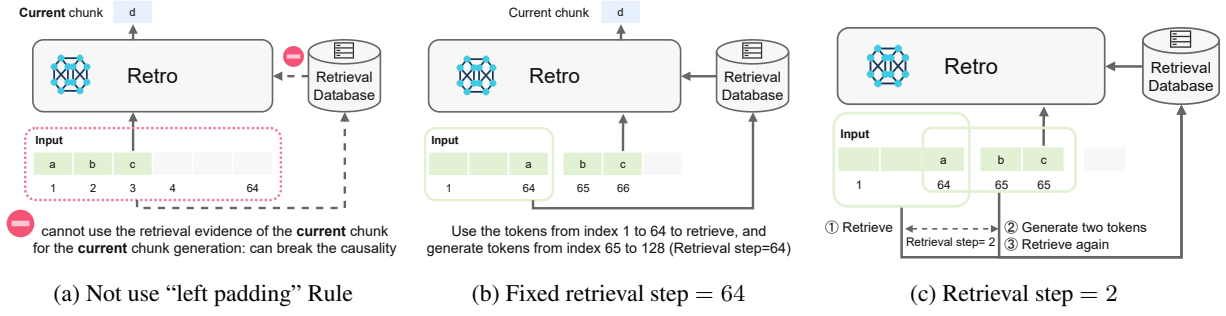 Current chunk d
Retro
Retrieval
Database
Input
a b c
1 2 3 4 64
cannot use the retrieval evidence of the current chunk
for the current chunk generation: can break the causality
(a) Not use “left padding” Rule
Current chunk d
Retro
Retrieval
Database
Input
a b c
1 64 65 66
Use the tokens from index 1 to 64 to retrieve, and
generate tokens from index 65 to 128 (Retrieval step=64)
(b) Fixed retrieval step = 64
Retro
Retrieval
Database
Input
a b c
1 64 65 65
① Retrieve
Retrieval step= 2
② Generate two tokens
③ Retrieve again
(c) Retrieval step = 2